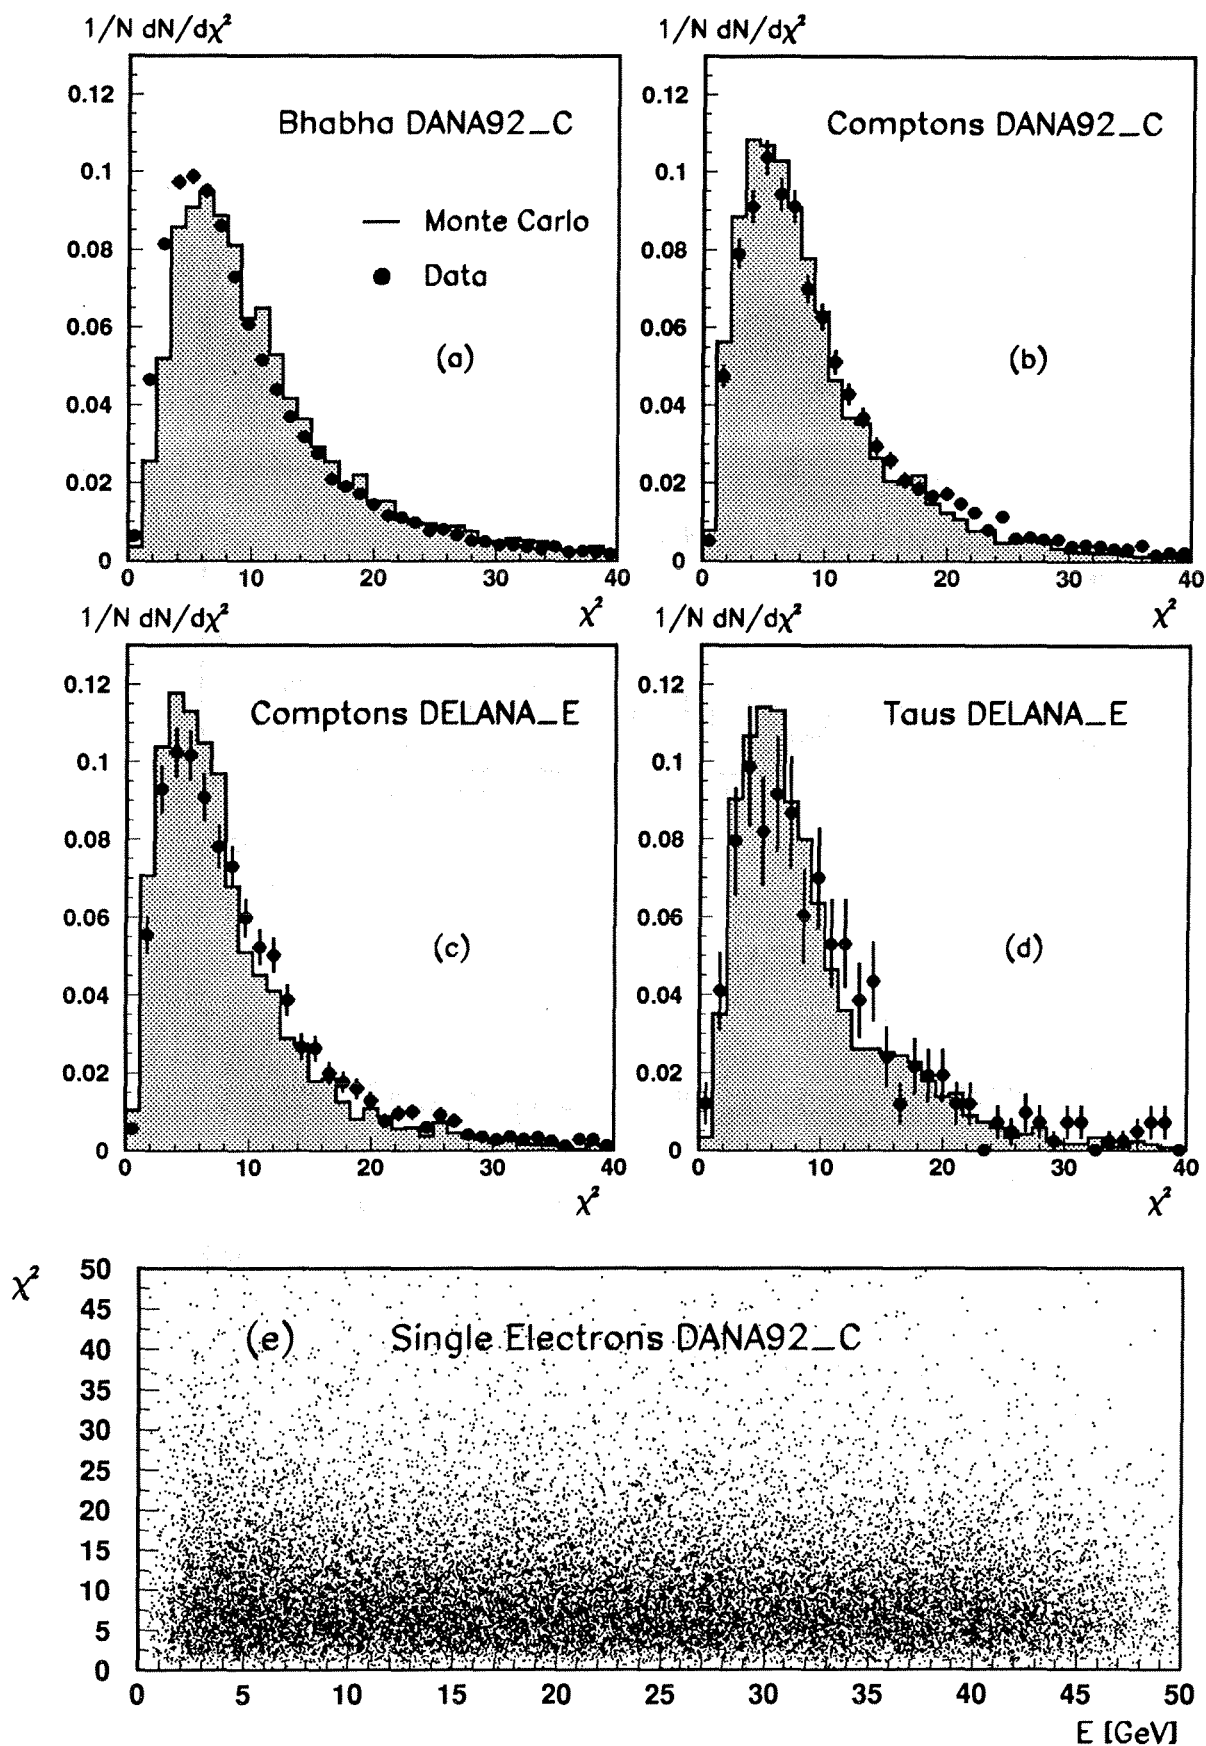 1/N dN/dχ²
0.12
0.1
0.08
0.06
0.04
0.02
0
Bhabha DANA92_C
Monte Carlo
Data
(a)
0 10 20 30 40
χ²
1/N dN/dχ²
0.12
0.1
0.08
0.06
0.04
0.02
0
Comptons DANA92_C
(b)
0 10 20 30 40
χ²
1/N dN/dχ²
0.12
0.1
0.08
0.06
0.04
0.02
0
Comptons DELANA_E
(c)
0 10 20 30 40
χ²
1/N dN/dχ²
0.12
0.1
0.08
0.06
0.04
0.02
0
Taus DELANA_E
(d)
0 10 20 30 40
χ²
χ²
50
45
40
35
30
25
20
15
10
5
0
(e) Single Electrons DANA92_C
0 5 10 15 20 25 30 35 40 45 50
E [GeV]